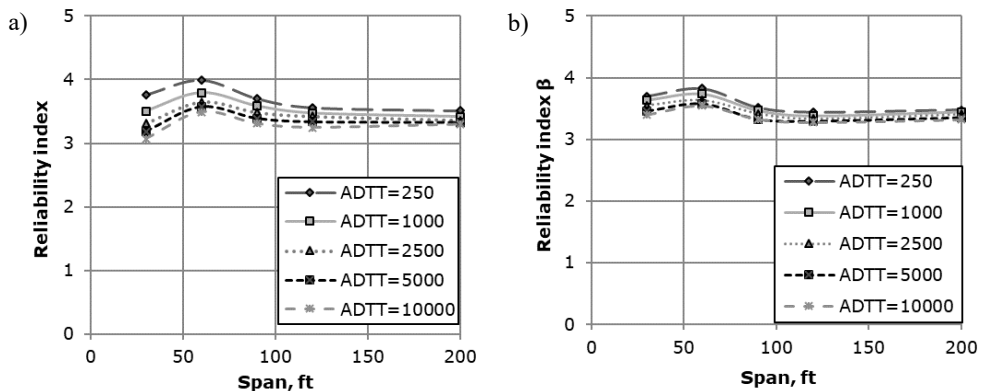 a)
Reliability index
5
4
3
2
1
0
ADTT=250
ADTT=1000
ADTT=2500
ADTT=5000
ADTT=10000
0
50
100
150
200
Span, ft
b)
Reliability index β
5
4
3
2
1
0
ADTT=250
ADTT=1000
ADTT=2500
ADTT=5000
ADTT=10000
0
50
100
150
200
Span, ft